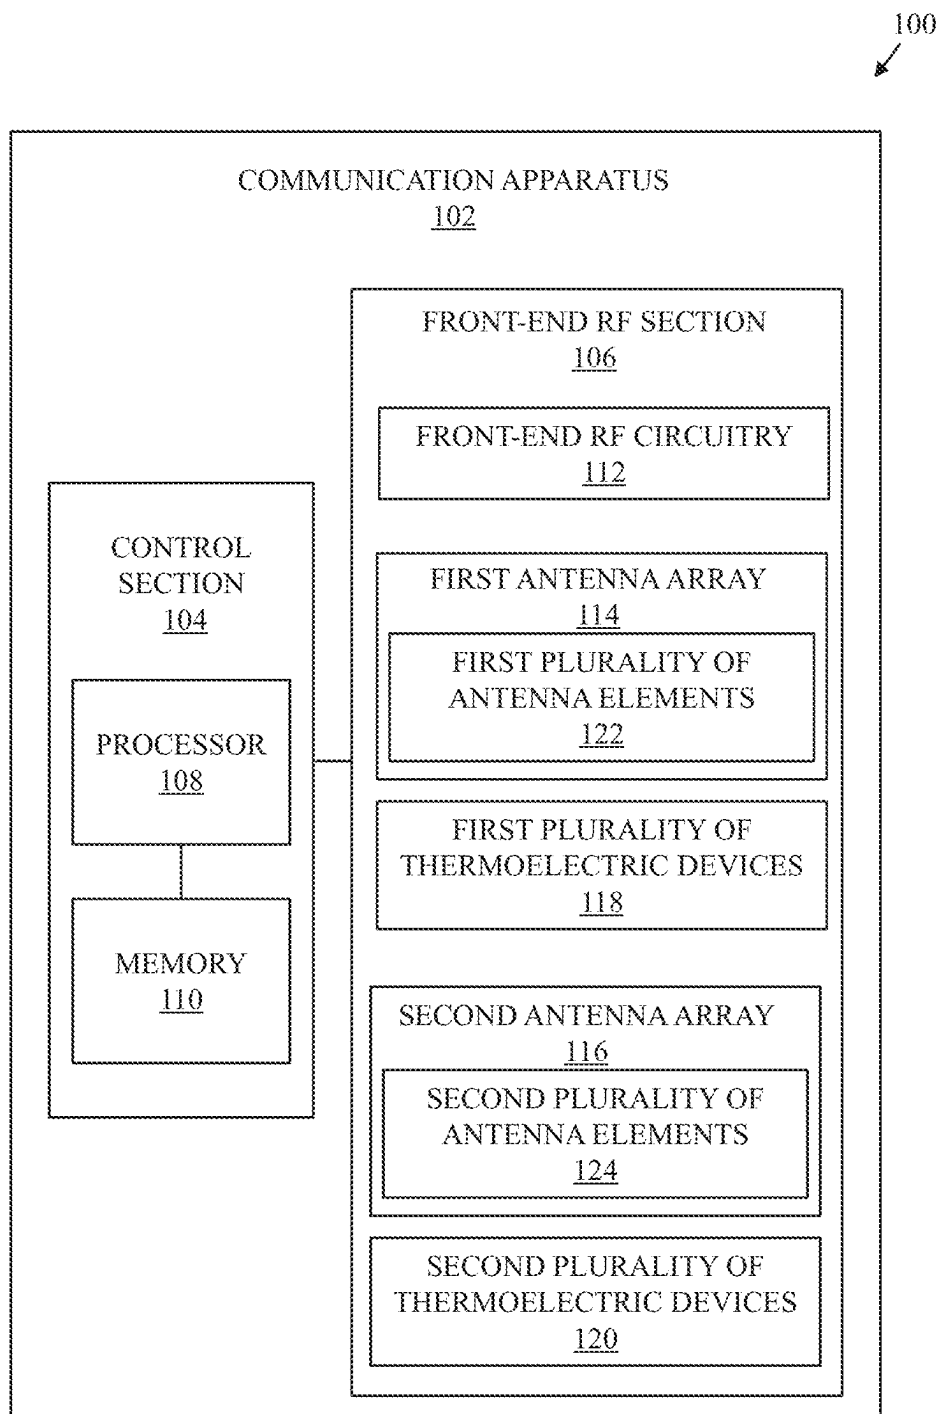 100
COMMUNICATION APPARATUS
102
FRONT-END RF SECTION
106
FRONT-END RF CIRCUITRY
112
CONTROL
SECTION
104
PROCESSOR
108
MEMORY
110
FIRST ANTENNA ARRAY
114
FIRST PLURALITY OF
ANTENNA ELEMENTS
122
FIRST PLURALITY OF
THERMOELECTRIC DEVICES
118
SECOND ANTENNA ARRAY
116
SECOND PLURALITY OF
ANTENNA ELEMENTS
124
SECOND PLURALITY OF
THERMOELECTRIC DEVICES
120